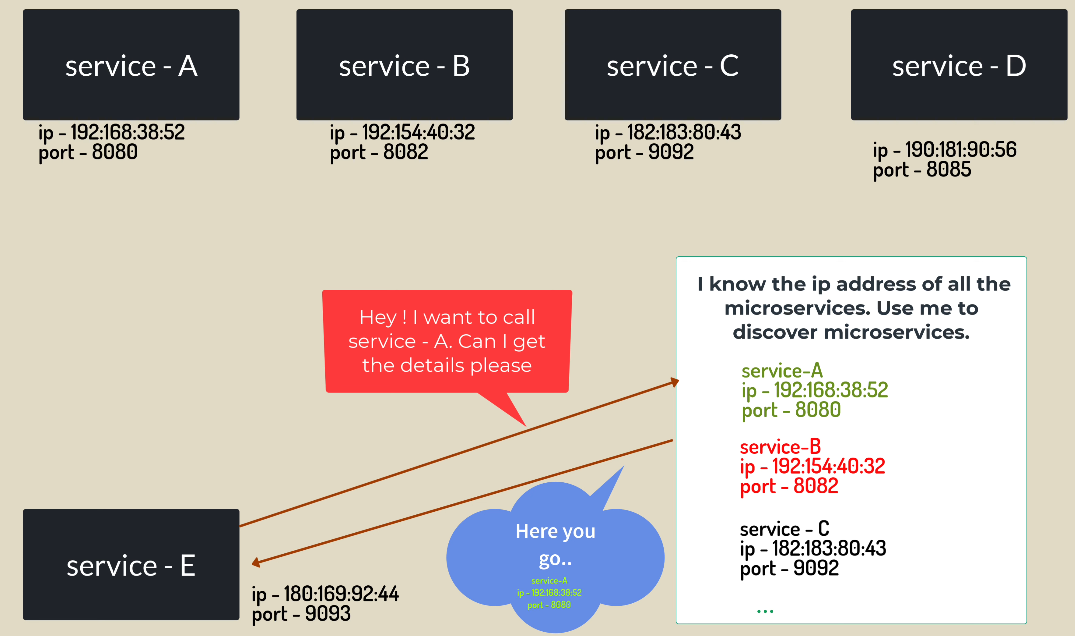 service - A
ip - 192:168:38:52
port - 8080
service - B
ip - 192:154:40:32
port - 8082
service - C
ip - 182:183:80:43
port - 9092
service - D
ip - 190:181:90:56
port - 8085
Hey ! I want to call
service - A. Can I get
the details please
I know the ip address of all the
microservices. Use me to
discover microservices.
service-A
ip - 192:168:38:52
port - 8080
service-B
ip - 192:154:40:32
port - 8082
service - C
ip - 182:183:80:43
port - 9092
...
Here you
go..
service-A
ip - 192:168:38:52
port - 8080
service - E
ip - 180:169:92:44
port - 9093